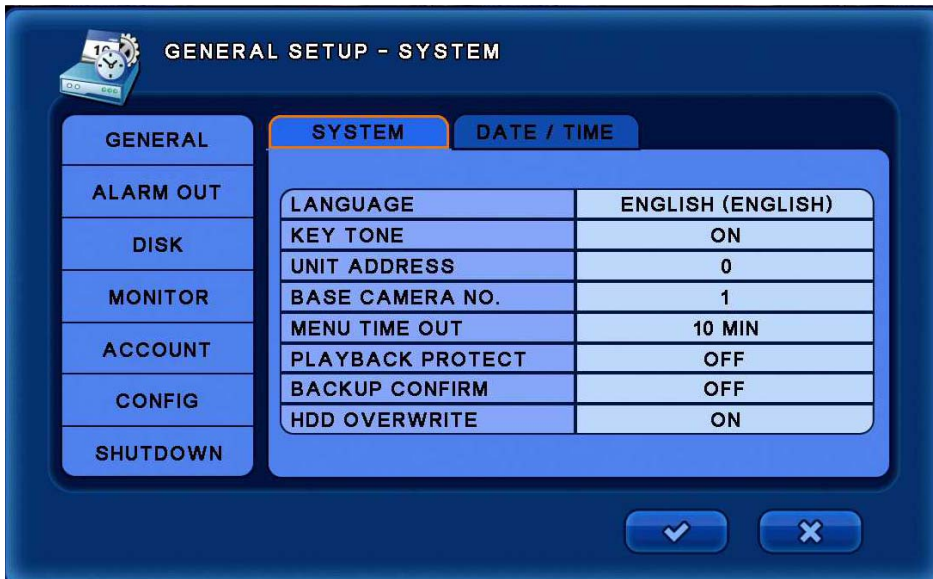 GENERAL SETUP - SYSTEM
SYSTEM DATE / TIME
GENERAL
ALARM OUT
DISK
MONITOR
ACCOUNT
CONFIG
SHUTDOWN
LANGUAGE ENGLISH (ENGLISH)
KEY TONE ON
UNIT ADDRESS 0
BASE CAMERA NO. 1
MENU TIME OUT 10 MIN
PLAYBACK PROTECT OFF
BACKUP CONFIRM OFF
HDD OVERWRITE ON